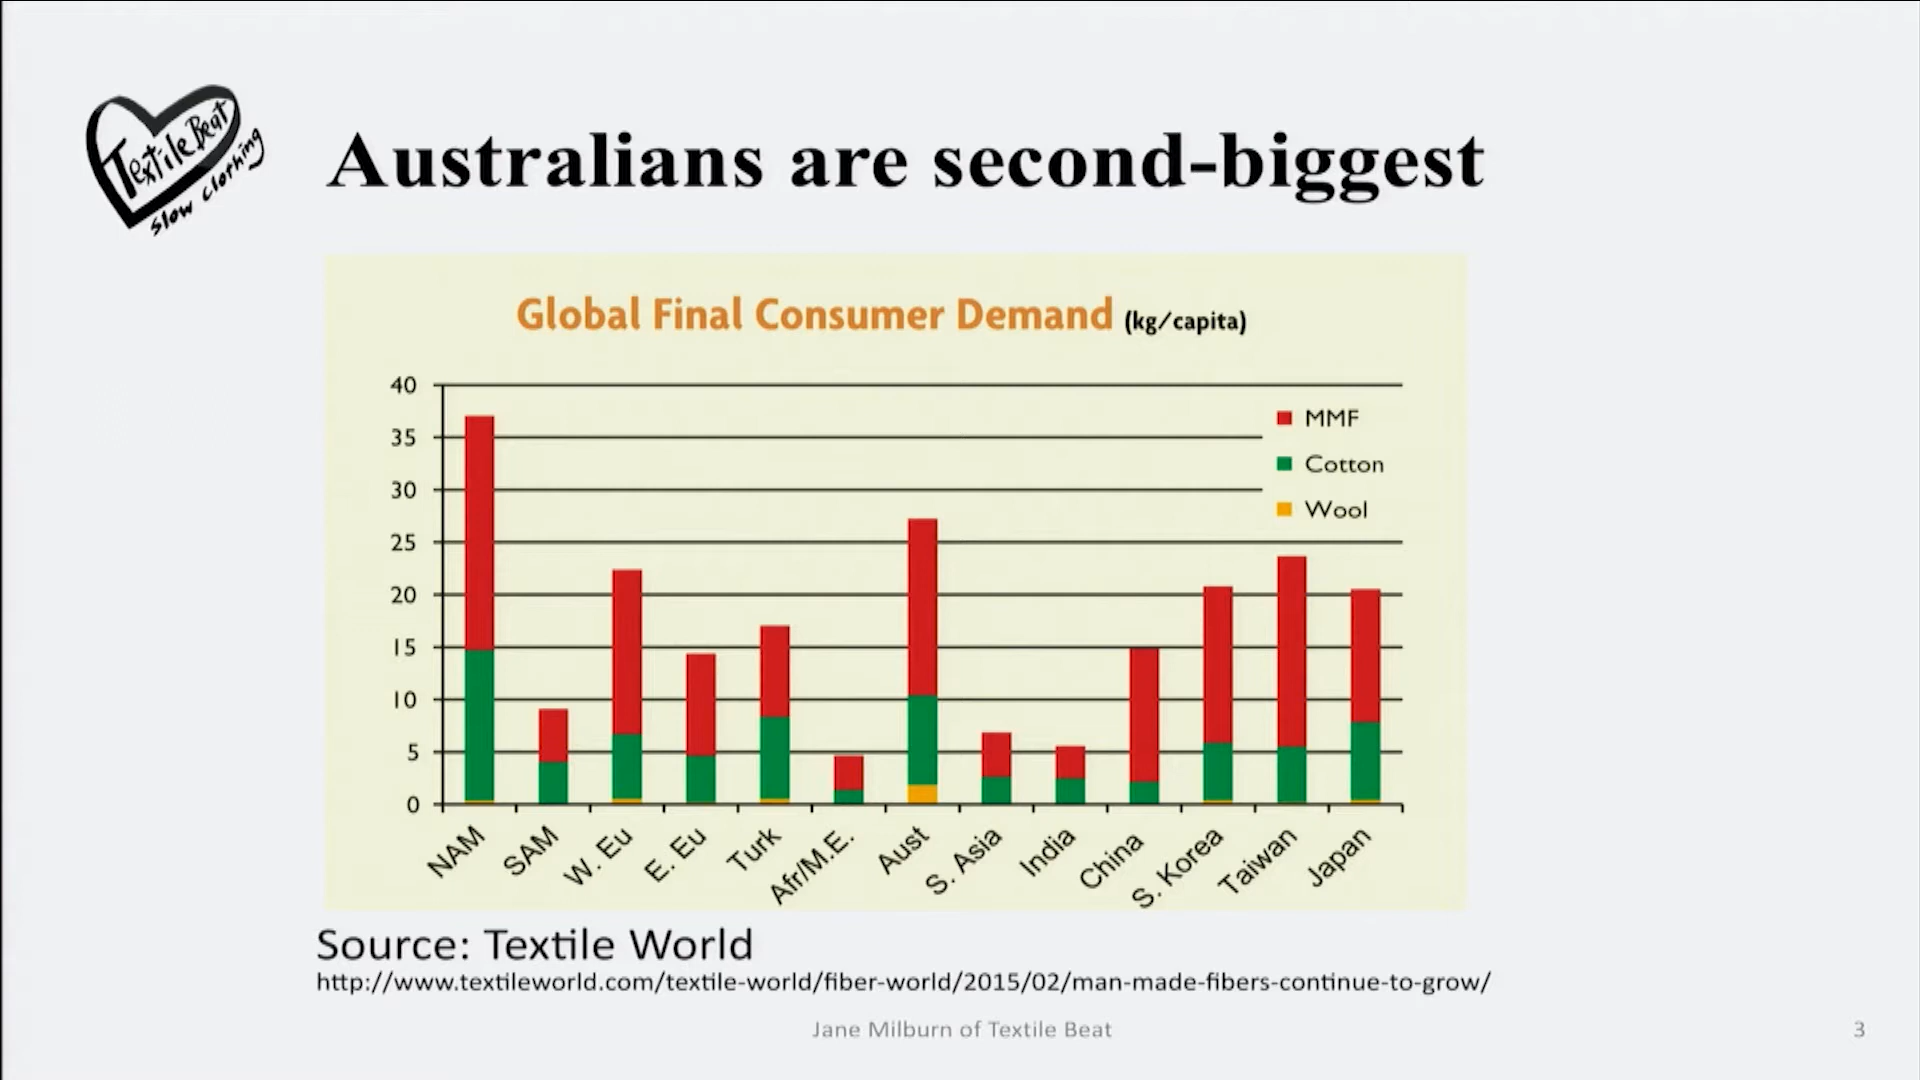 Textile Beat
slow clothing
Australians are second-biggest
Global Final Consumer Demand (kg/capita)
40
35
30
25
20
15
10
5
0
MMF
Cotton
Wool
NAM
SAM
W. Eu
E. Eu
Turk
Afr/M.E.
Aust
S. Asia
India
China
S. Korea
Taiwan
Japan
Source: Textile World
http://www.textileworld.com/textile-world/fiber-world/2015/02/man-made-fibers-continue-to-grow/
Jane Milburn of Textile Beat
3